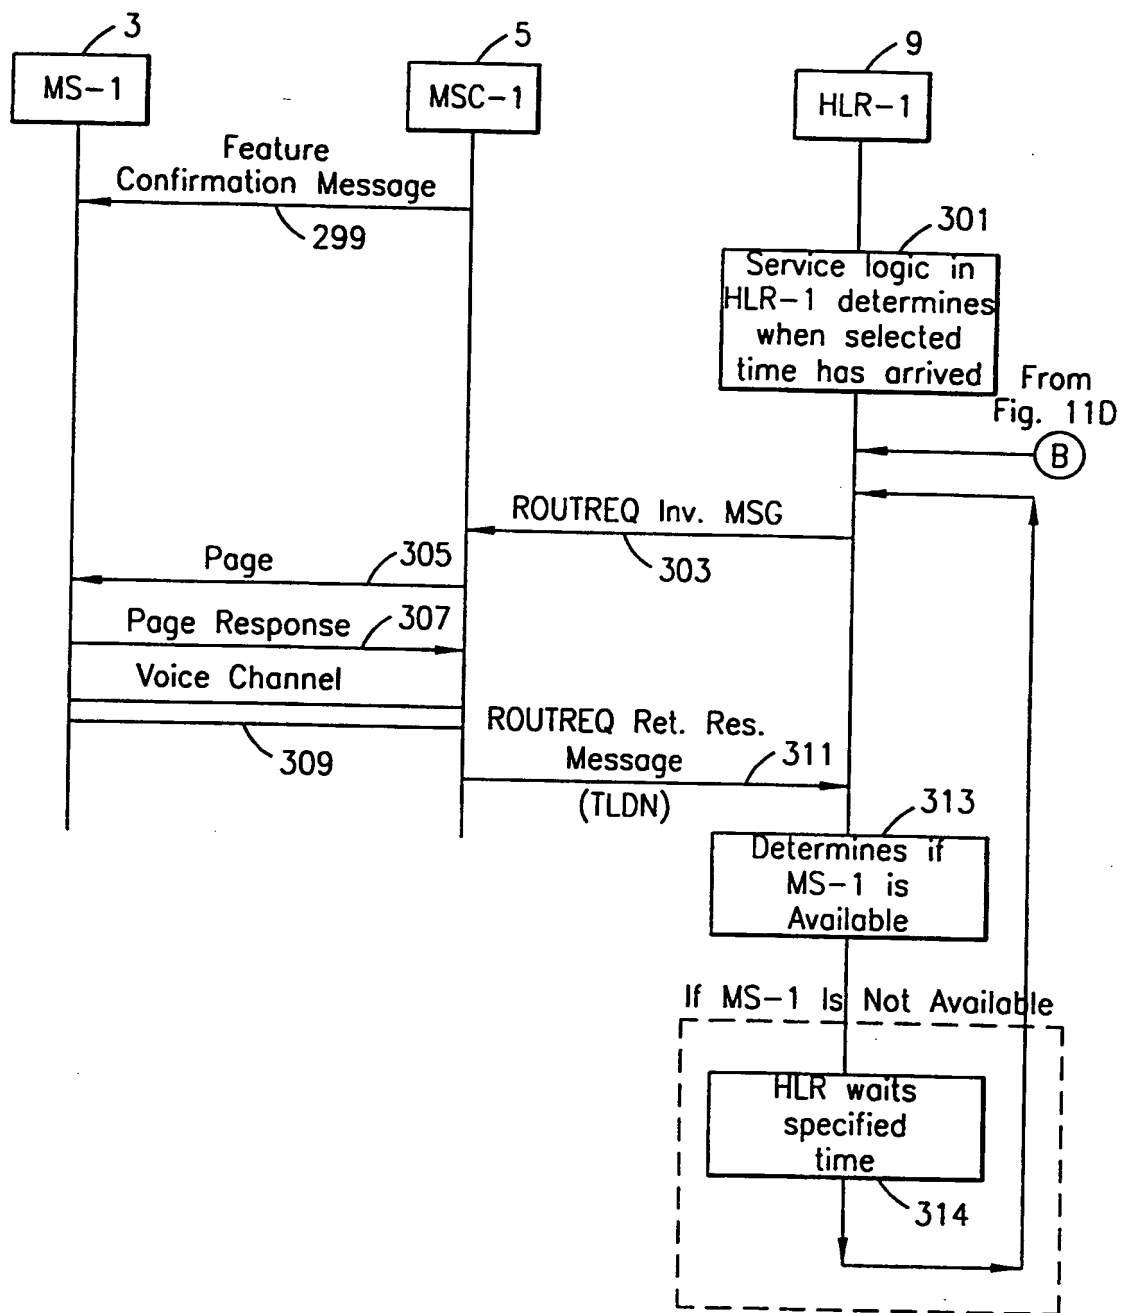 3
5
9
MS-1
MSC-1
HLR-1
Feature
Confirmation Message
299
301
Service logic in
HLR-1 determines
when selected
time has arrived
From
Fig. 11D
B
ROUTREQ Inv. MSG
303
Page
305
Page Response
307
Voice Channel
309
ROUTREQ Ret. Res.
Message
311
(TLDN)
313
Determines if
MS-1 is
Available
If MS-1 Is Not Available
HLR waits
specified
time
314